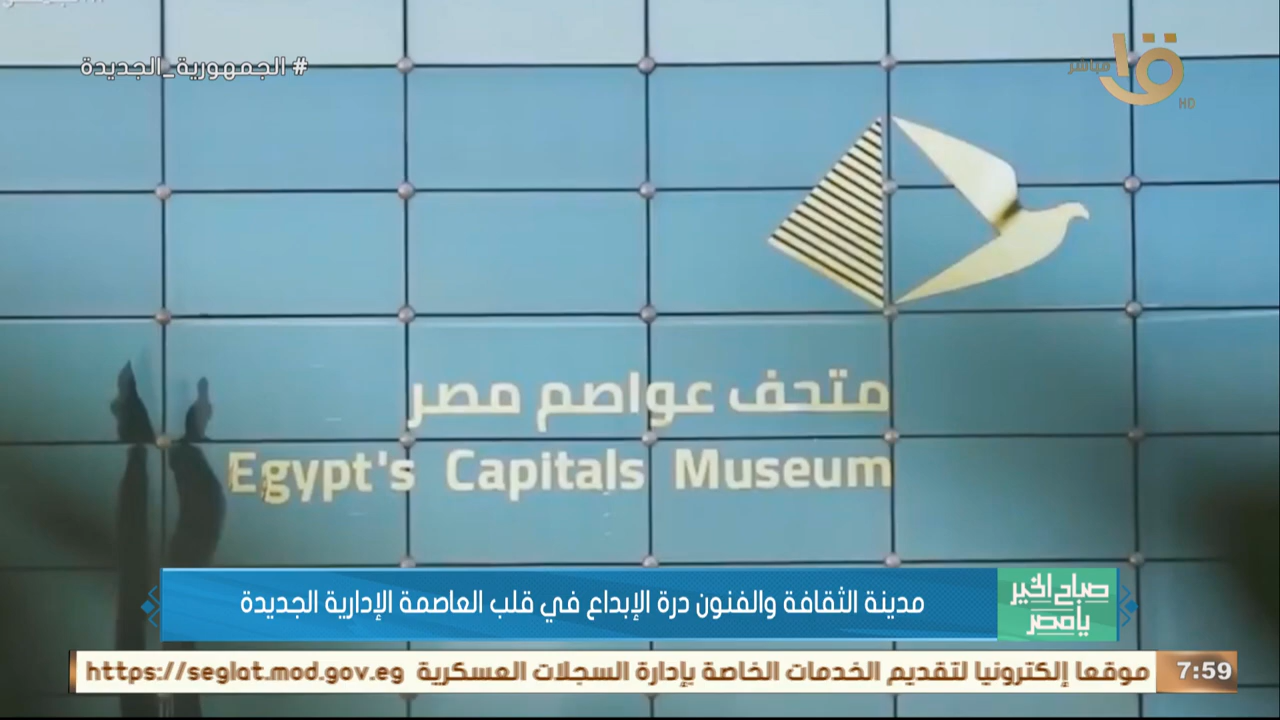 # الجمهورية_الجديدة
مباشر
HD
متحف عواصم مصر
Egypt's Capitals Museum
مدينة الثقافة والفنون درة الإبداع في قلب العاصمة الإدارية الجديدة
صباح الخير
يا مصر
موقعا إلكترونيا لتقديم الخدمات الخاصة بإدارة السجلات العسكرية https://seglat.mod.gov.eg
7:59